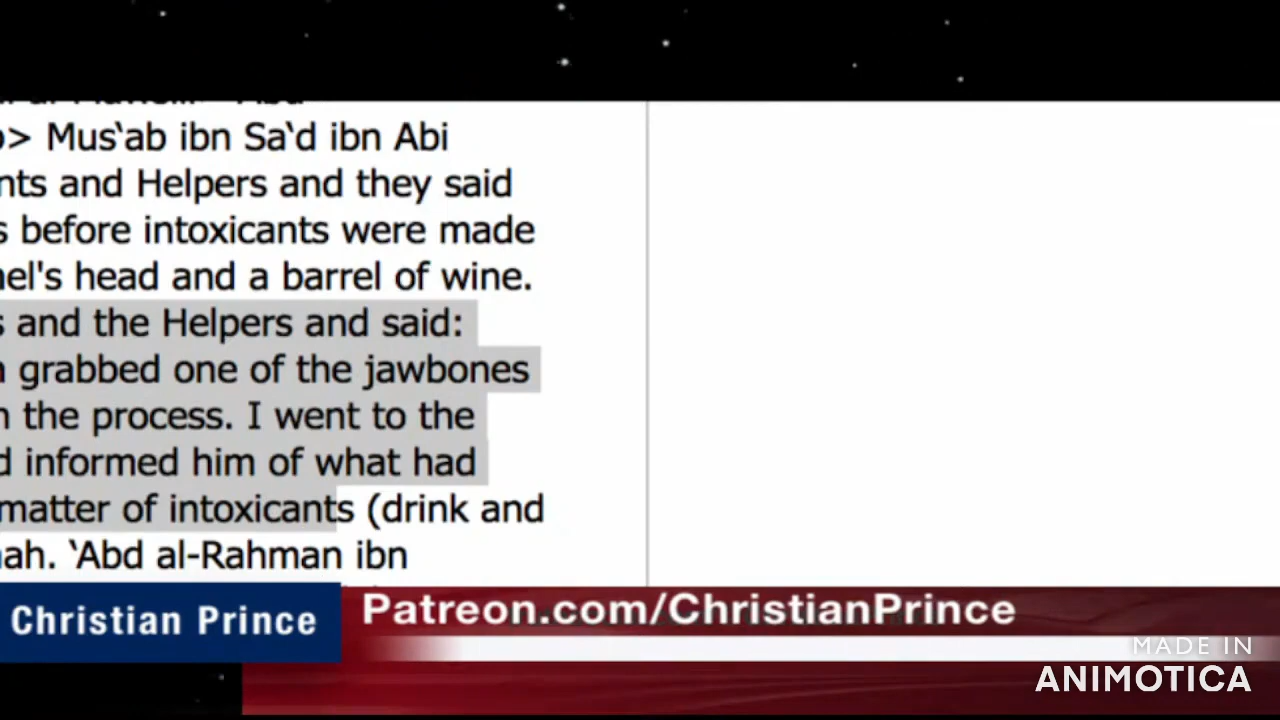 > Mus‘ab ibn Sa‘d ibn Abi
nts and Helpers and they said
s before intoxicants were made
el's head and a barrel of wine.
s and the Helpers and said:
grabbed one of the jawbones
the process. I went to the
d informed him of what had
matter of intoxicants (drink and
ah. ‘Abd al-Rahman ibn
Christian Prince
Patreon.com/ChristianPrince
MADE IN
ANIMOTICA